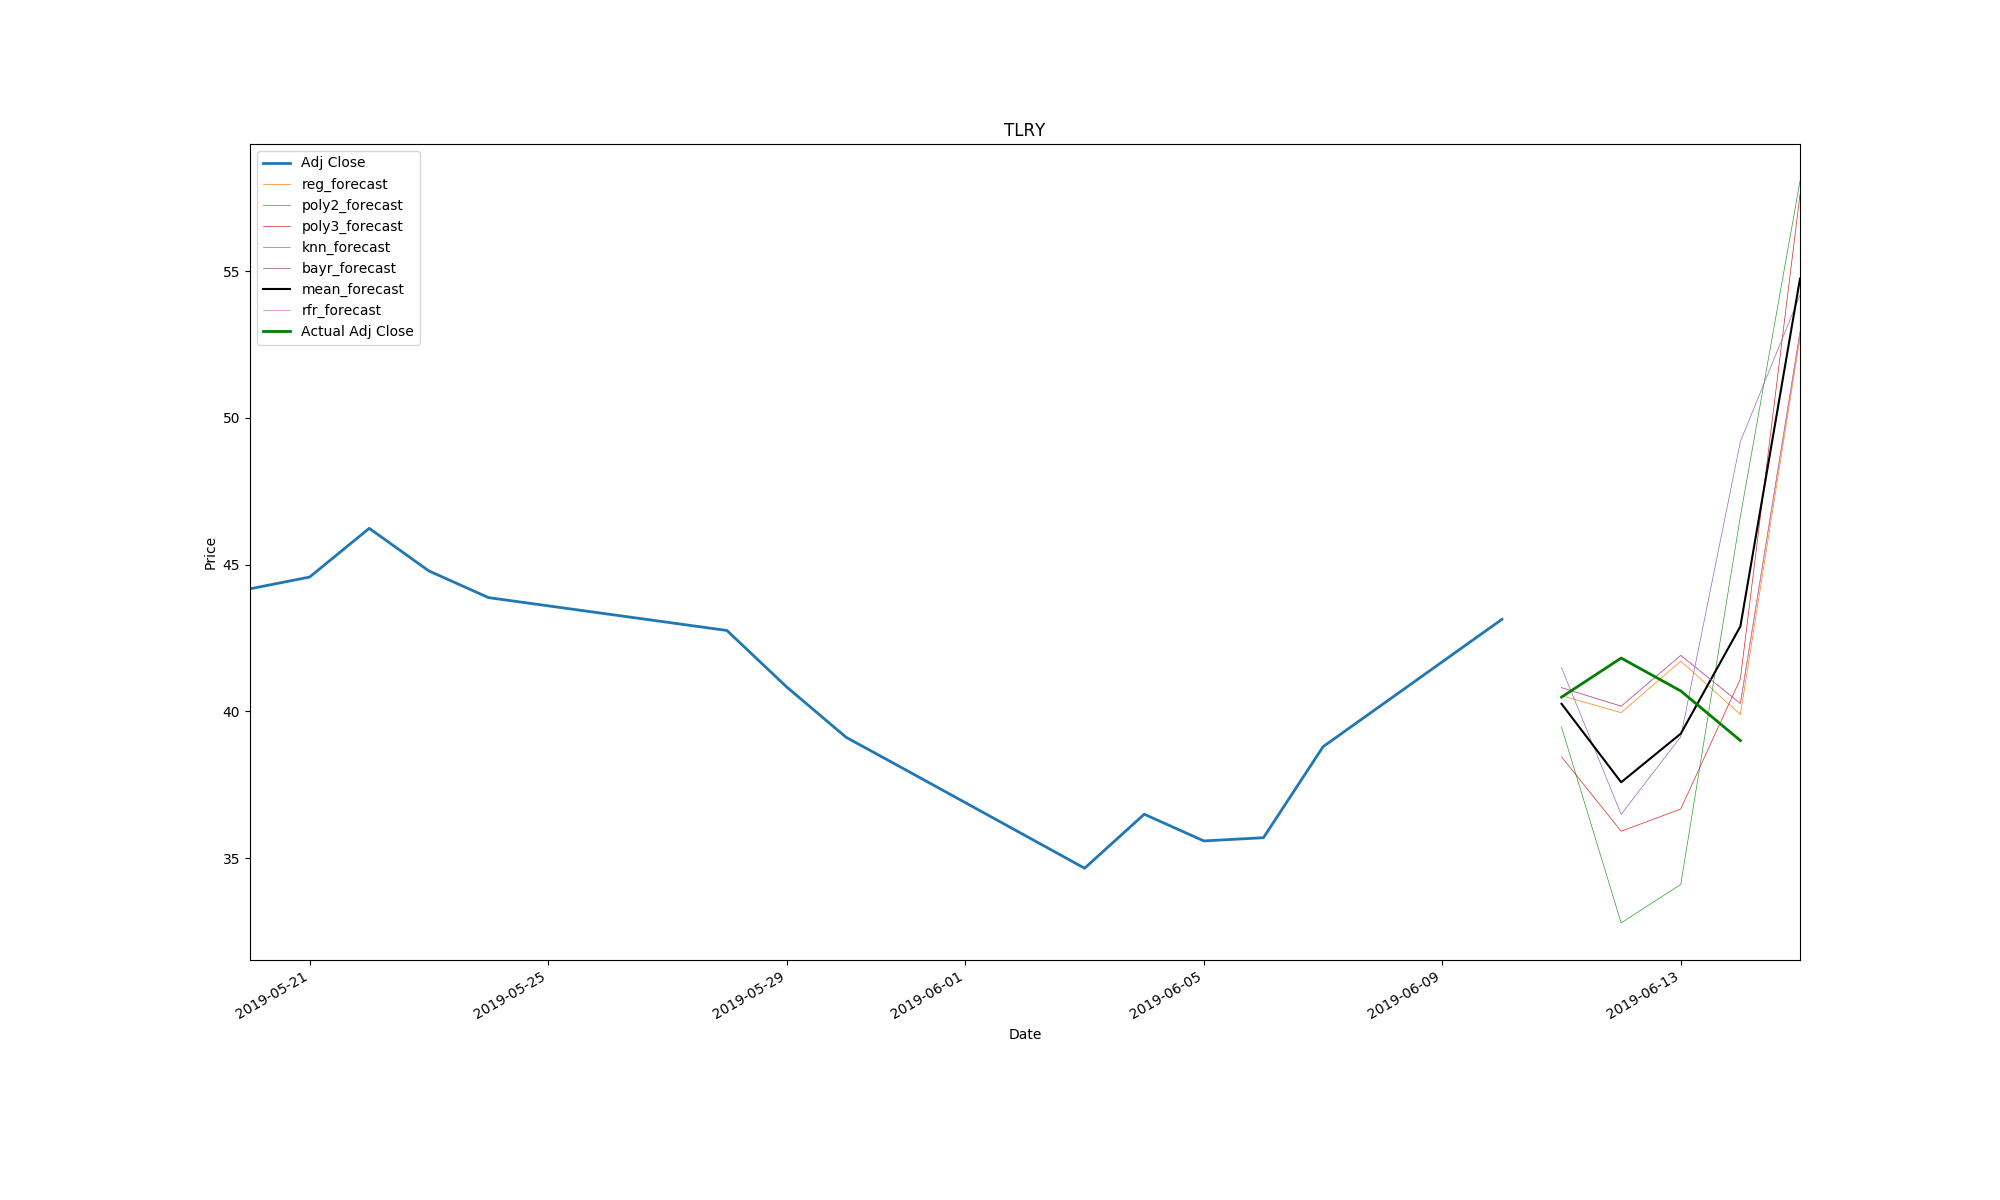 TLRY
Adj Close
reg_forecast
poly2_forecast
poly3_forecast
knn_forecast
bayr_forecast
mean_forecast
rfr_forecast
Actual Adj Close
55
50
45
40
35
Price
2019-05-21
2019-05-25
2019-05-29
2019-06-01
2019-06-05
2019-06-09
2019-06-13
Date